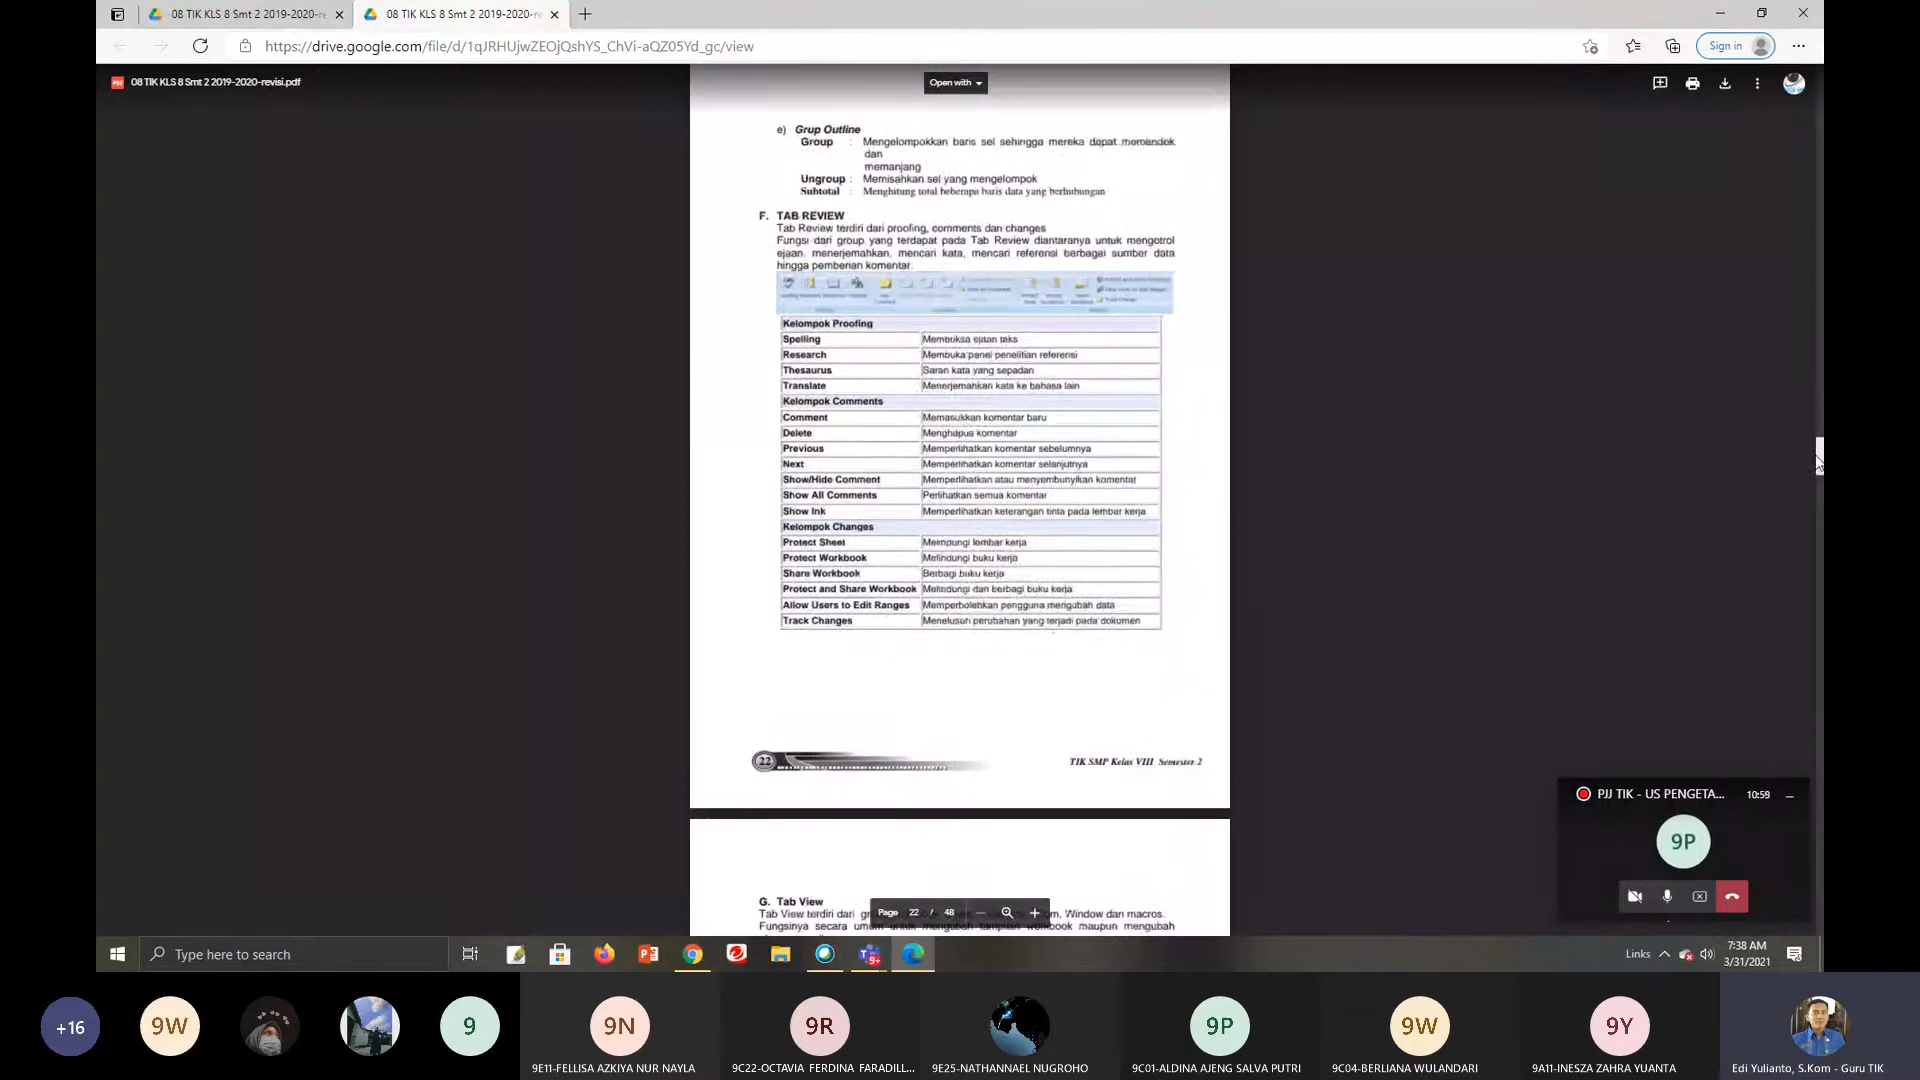 08 TIK KLS 8 Smt 2 2019-2020-re
08 TIK KLS 8 Smt 2 2019-2020-re
https://drive.google.com/file/d/1qJRHUjwZEOjQshYS_ChVi-aQZ05Yd_gc/view
Sign in
08 TIK KLS 8 Smt 2 2019-2020-revisi.pdf
Open with
e) Grup Outline
Group : Mengelompokkan baris sel sehingga mereka dapat memendek
dan
memanjang
Ungroup : Memisahkan sel yang mengelompok
Subtotal : Menghitung total beberapa baris data yang berhubungan
F. TAB REVIEW
Tab Review terdiri dari proofing, comments dan changes
Fungsi dari group yang terdapat pada Tab Review diantaranya untuk mengotrol
ejaan, menerjemahkan, mencari kata, mencari referensi berbagai sumber data
hingga pemberian komentar.
Kelompok Proofing
Spelling ejaan teks
Research Membuka panel penelitian referensi
Thesaurus Saran kata yang sepadan
Translate Menerjemahkan kata ke bahasa lain
Kelompok Comments
Comment Memasukkan komentar baru
Delete Menghapus komentar
Previous Memperlihatkan komentar sebelumnya
Next Memperlihatkan komentar selanjutnya
Show/Hide Comment Memperlihatkan atau menyembunyikan komentar
Show All Comments Perlihatkan semua komentar
Show Ink Memperlihatkan keterangan tinta pada lembar kerja
Kelompok Changes
Protect Sheet lembar kerja
Protect Workbook Melindungi buku kerja
Share Workbook Berbagi buku kerja
Protect and Share Workbook Melindungi dan berbagi buku kerja
Allow Users to Edit Ranges Memperbolehkan pengguna mengubah data
Track Changes Menelusuri perubahan yang terjadi pada dokumen
22
TIK SMP Kelas VIII Semester 2
PJJ TIK - US PENGETA... 10:59
9P
G. Tab View
Tab View terdiri dari Window dan macros.
Fungsinya secara umum untuk mengubah tampilan workbook maupun mengubah
Page 22 / 48
Type here to search
9+
Links
7:38 AM
3/31/2021
+16
9W
9
9N
9R
9P
9W
9Y
9E11-FELLISA AZKIYA NUR NAYLA
9C22-OCTAVIA FERDINA FARADILL...
9E25-NATHANNAEL NUGROHO
9C01-ALDINA AJENG SALVA PUTRI
9C04-BERLIANA WULANDARI
9A11-INESZA ZAHRA YUANTA
Edi Yulianto, S.Kom - Guru TIK